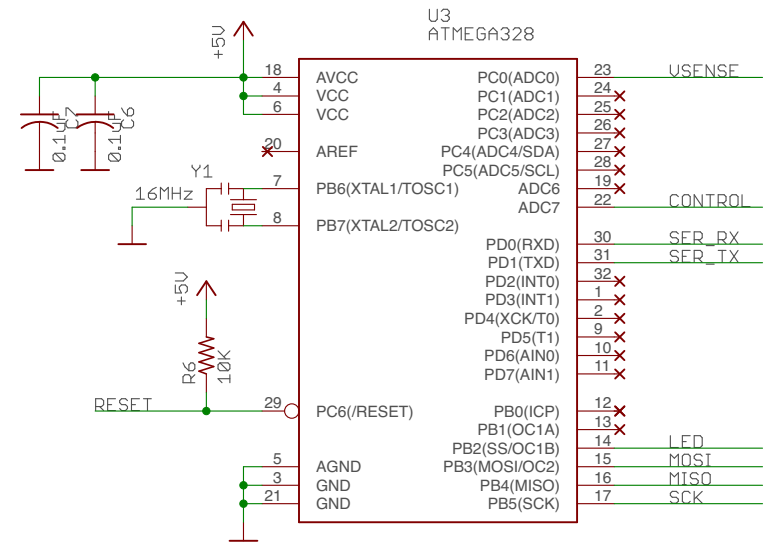 U3
ATMEGA328
+5V
18 AVCC PC0(ADC0) 23 VSENSE
4 VCC PC1(ADC1) 24
6 VCC PC2(ADC2) 25
PC3(ADC3) 26
20 AREF PC4(ADC4/SDA) 27
PC5(ADC5/SCL) 28
7 PB6(XTAL1/TOSC1) ADC6 19
ADC7 22 CONTROL
8 PB7(XTAL2/TOSC2)
PD0(RXD) 30 SER_RX
PD1(TXD) 31 SER_TX
PD2(INT0) 32
PD3(INT1) 1
PD4(XCK/T0) 2
PD5(T1) 9
PD6(AIN0) 10
PD7(AIN1) 11
RESET 29 PC6(/RESET) PB0(ICP) 12
PB1(OC1A) 13
PB2(SS/OC1B) 14 LED
5 AGND PB3(MOSI/OC2) 15 MOSI
3 GND PB4(MISO) 16 MISO
21 GND PB5(SCK) 17 SCK
C7
0.1uF
C6
0.1uF
Y1
16MHz
+5V
R6
10K